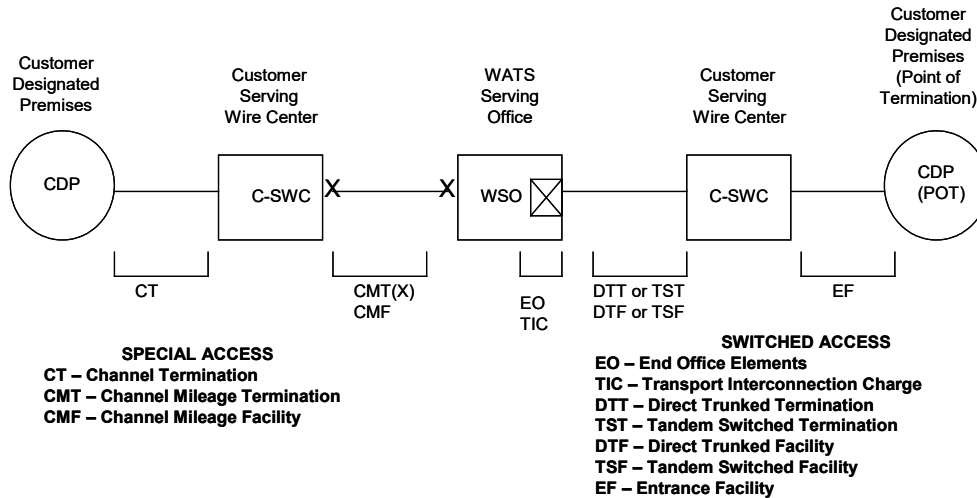 Customer
Designated
Premises
Customer
Serving
Wire Center
WATS
Serving
Office
Customer
Serving
Wire Center
Customer
Designated
Premises
(Point of
Termination)
CDP
C-SWC
X
X
WSO
C-SWC
CDP
(POT)
CT
CMT(X)
CMF
EO
TIC
DTT or TST
DTF or TSF
EF
SPECIAL ACCESS
CT – Channel Termination
CMT – Channel Mileage Termination
CMF – Channel Mileage Facility
SWITCHED ACCESS
EO – End Office Elements
TIC – Transport Interconnection Charge
DTT – Direct Trunked Termination
TST – Tandem Switched Termination
DTF – Direct Trunked Facility
TSF – Tandem Switched Facility
EF – Entrance Facility